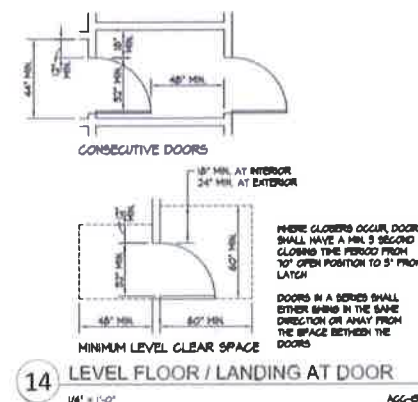 18" MIN.
12" MIN.
44" MIN.
32" MIN.
48" MIN.
CONSECUTIVE DOORS
18" MIN. AT INTERIOR
24" MIN. AT EXTERIOR
12" MIN.
32" MIN.
60" MIN.
48" MIN.
60" MIN.
WHERE CLOSERS OCCUR, DOOR
SHALL HAVE A MIN. 5 SECOND
CLOSING TIME PERIOD FROM
70° OPEN POSITION TO 3" FROM
LATCH
DOORS IN A SERIES SHALL
EITHER SWING IN THE SAME
DIRECTION OR AWAY FROM
THE SPACE BETWEEN THE
DOORS
MINIMUM LEVEL CLEAR SPACE
14 LEVEL FLOOR / LANDING AT DOOR
1/4" = 1'-0"